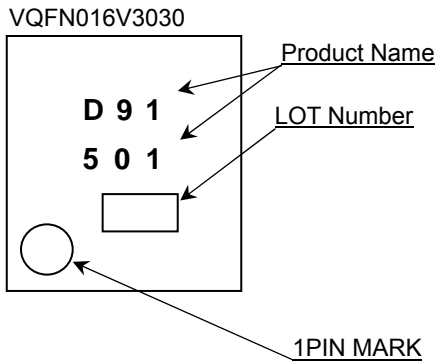 VQFN016V3030
Product Name
D 9 1
LOT Number
5 0 1
1PIN MARK